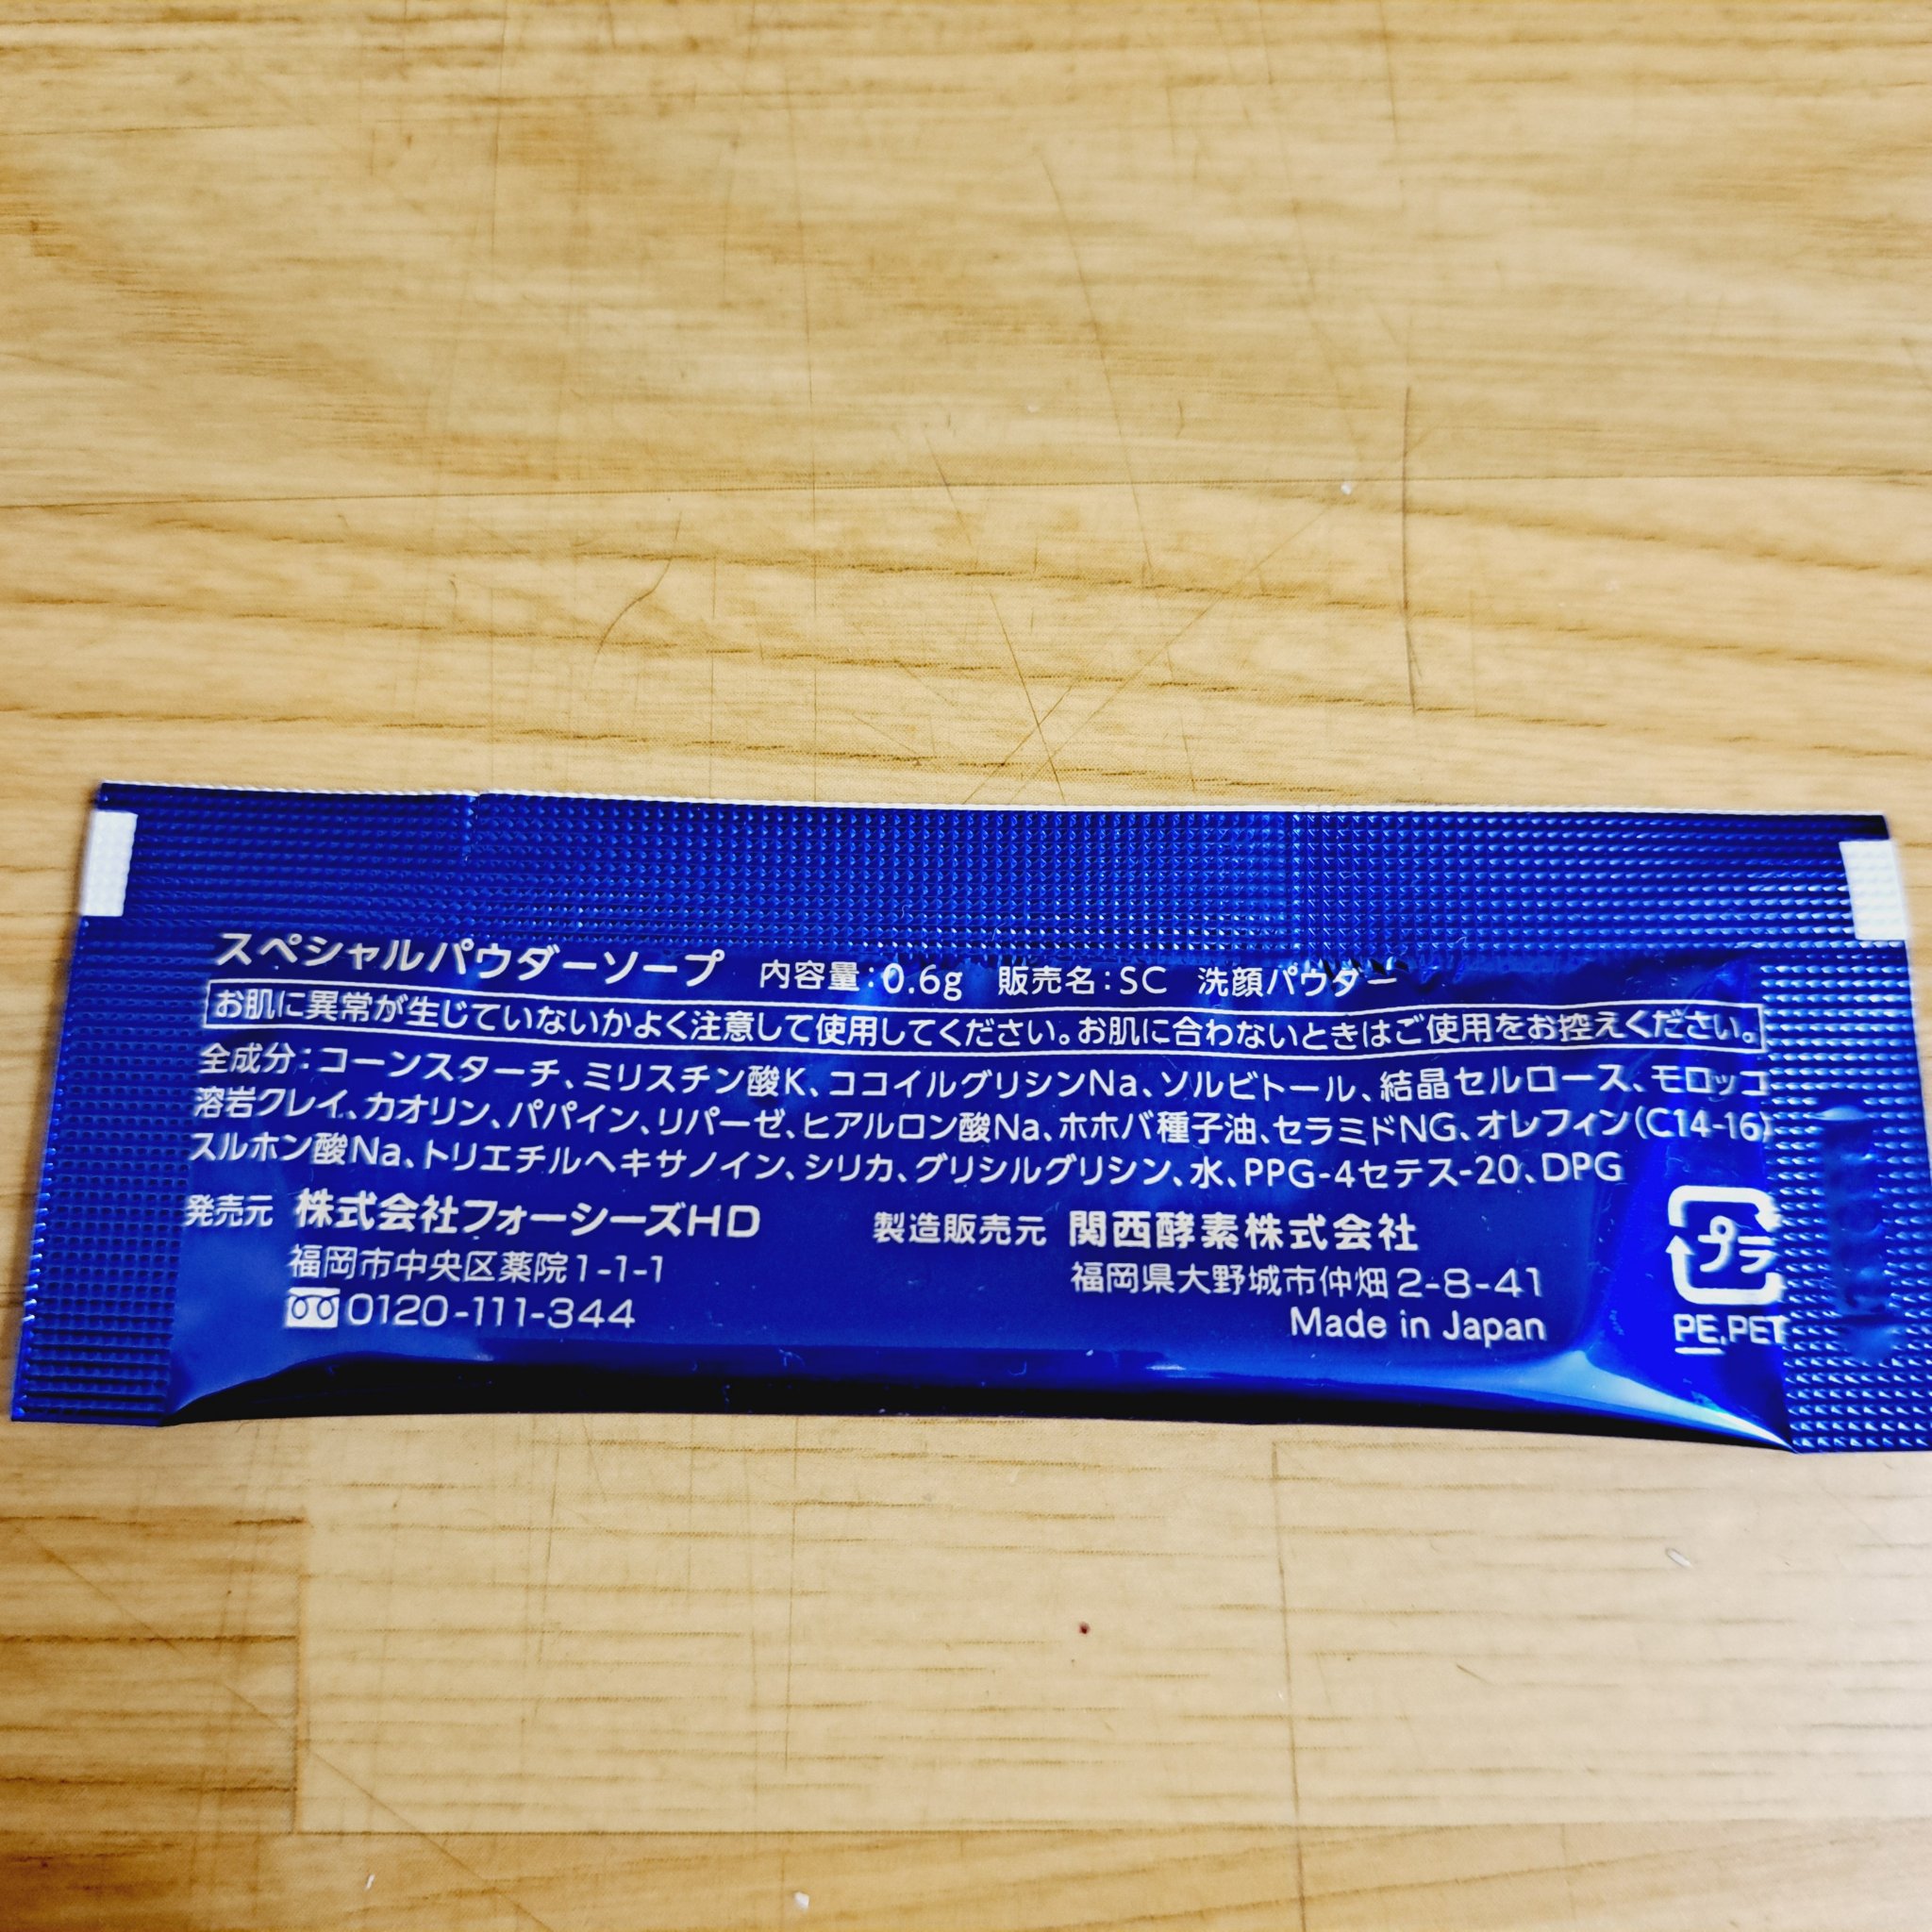 スペシャルパウダーソープ 内容量:0.6g 販売名:SC 洗顔パウダー
お肌に異常が生じていないかよく注意して使用してください。お肌に合わないときはご使用をお控えください。
全成分:コーンスターチ、ミリスチン酸K、ココイルグリシンNa、ソルビトール、結晶セルロース、モロッコ
溶岩クレイ、カオリン、パパイン、リパーゼ、ヒアルロン酸Na、ホホバ種子油、セラミドNG、オレフィン(C14-16)
スルホン酸Na、トリエチルヘキサノイン、シリカ、グリシルグリシン、水、PPG-4セテス-20、DPG
発売元 株式会社フォーシーズHD
福岡市中央区薬院1-1-1
0120-111-344
製造販売元 関西酵素株式会社
福岡県大野城市仲畑2-8-41
Made in Japan
プラ
PE,PET